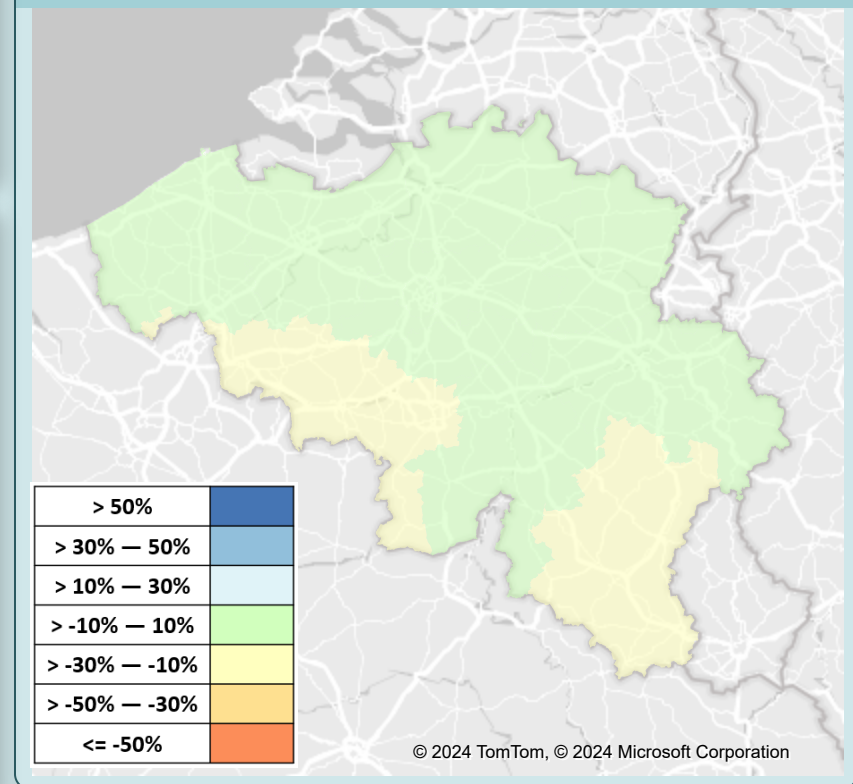 > 50%
> 30% — 50%
> 10% — 30%
> -10% — 10%
> -30% — -10%
> -50% — -30%
<= -50%
© 2024 TomTom, © 2024 Microsoft Corporation